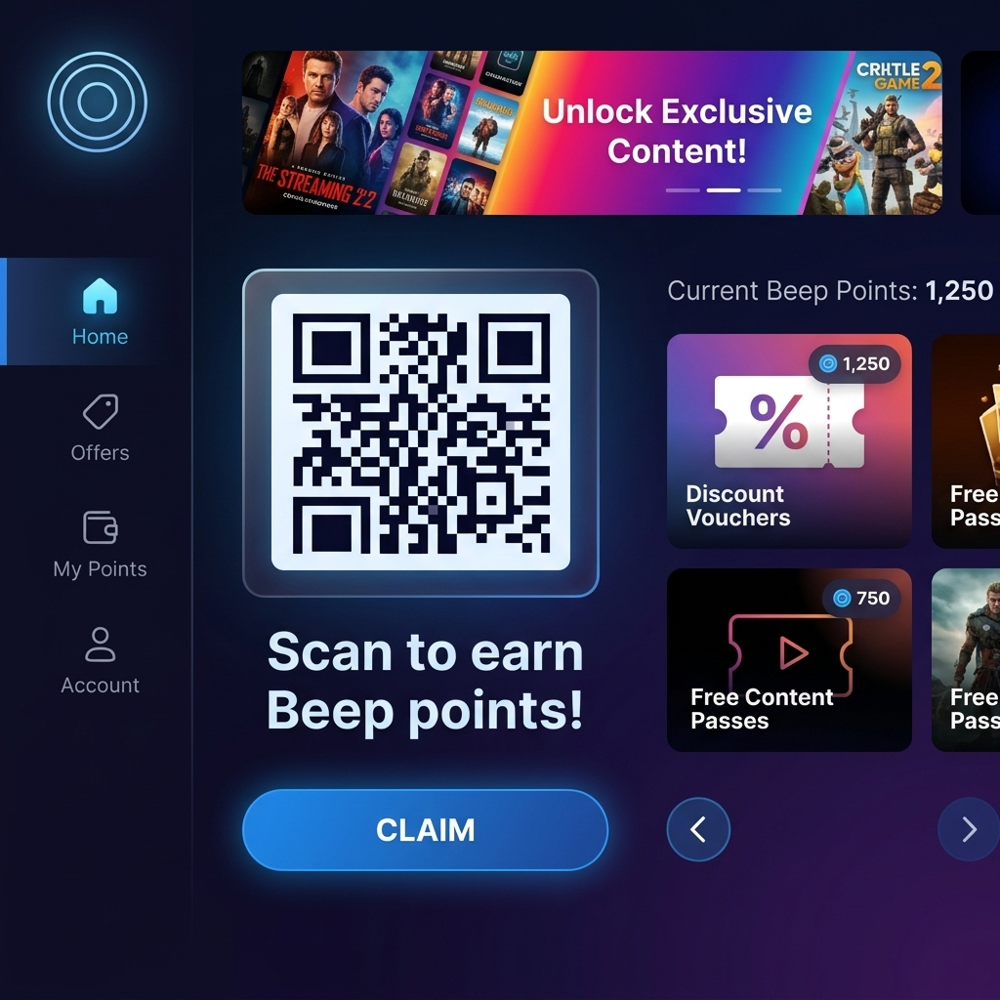 THE STREAMING 2'2
CRHTLE
GAME 2
Unlock Exclusive
Content!
Home
Offers
My Points
Account
Scan to earn
Beep points!
CLAIM
Current Beep Points: 1,250
1,250
%
Discount
Vouchers
Free
Pass
750
Free Content
Passes
Free
Pass